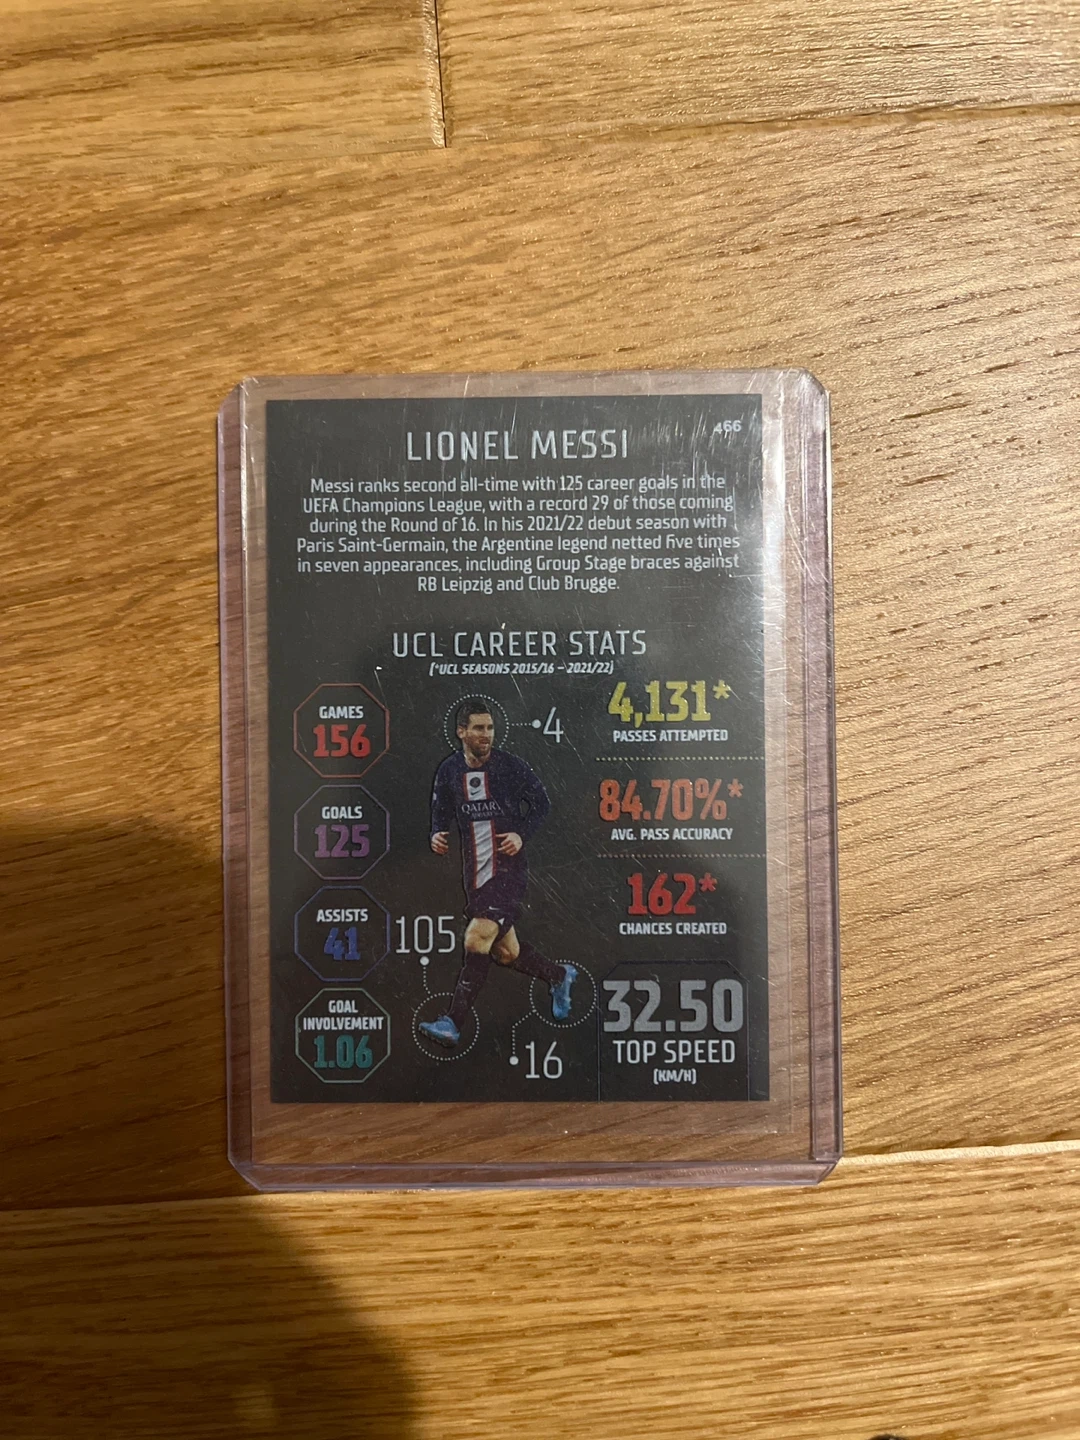 466
LIONEL MESSI
Messi ranks second all-time with 125 career goals in the
UEFA Champions League, with a record 29 of those coming
during the Round of 16. In his 2021/22 debut season with
Paris Saint-Germain, the Argentine legend netted five times
in seven appearances, including Group Stage braces against
RB Leipzig and Club Brugge.
UCL CAREER STATS
(*UCL SEASONS 2015/16 – 2021/22)
GAMES
156
GOALS
125
ASSISTS
41
GOAL
INVOLVEMENT
1.06
4
QATAR
105
16
4,131*
PASSES ATTEMPTED
84.70%*
AVG. PASS ACCURACY
162*
CHANCES CREATED
32.50
TOP SPEED
(KM/H)